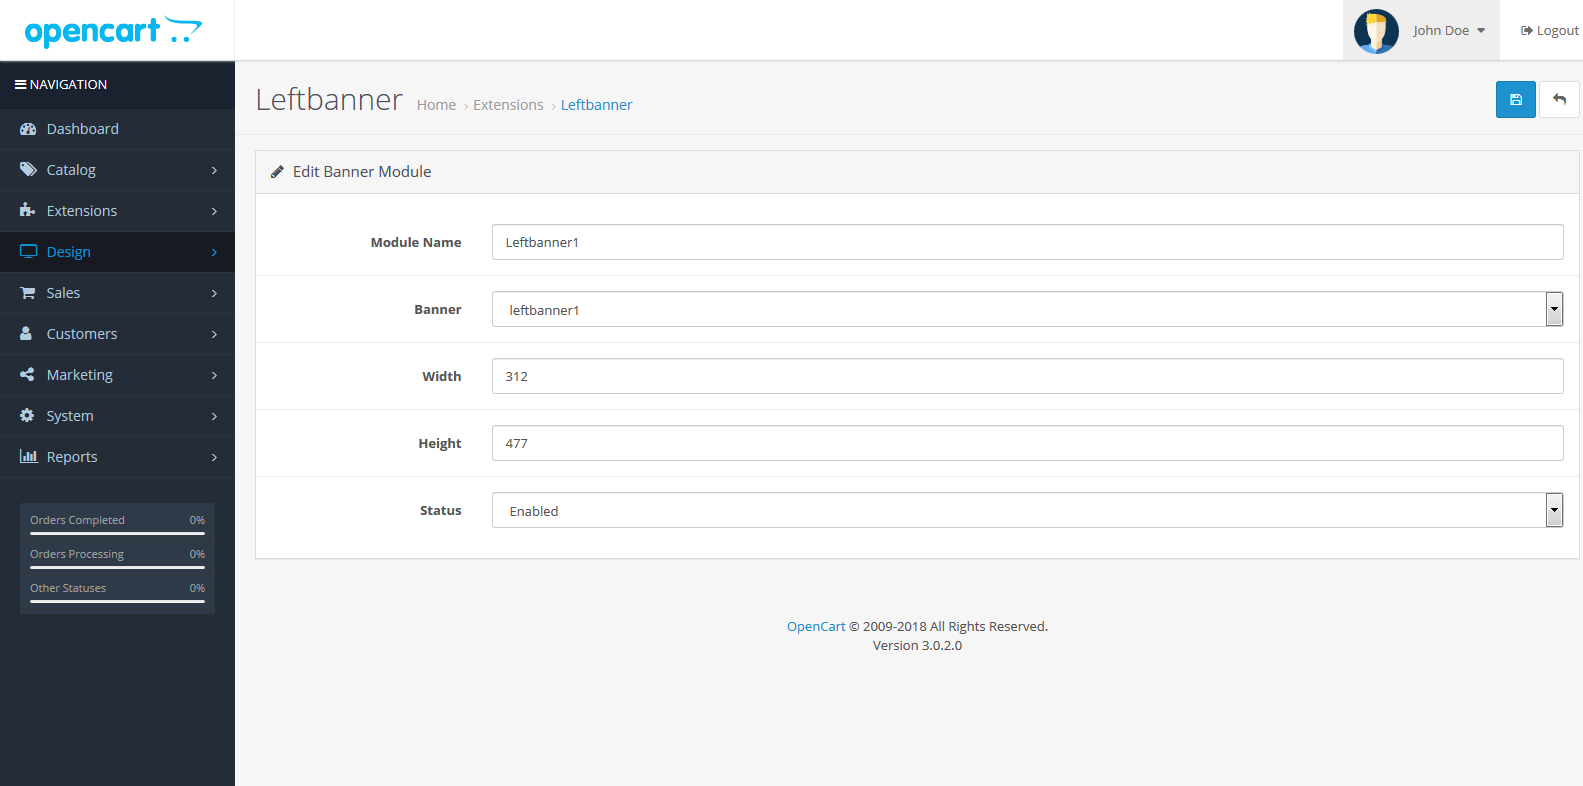 opencart
John Doe
Logout
NAVIGATION
Dashboard
Catalog
Extensions
Design
Sales
Customers
Marketing
System
Reports
Orders Completed 0%
Orders Processing 0%
Other Statuses 0%
Leftbanner Home › Extensions › Leftbanner
Edit Banner Module
Module Name Leftbanner1
Banner leftbanner1
Width 312
Height 477
Status Enabled
OpenCart © 2009-2018 All Rights Reserved.
Version 3.0.2.0